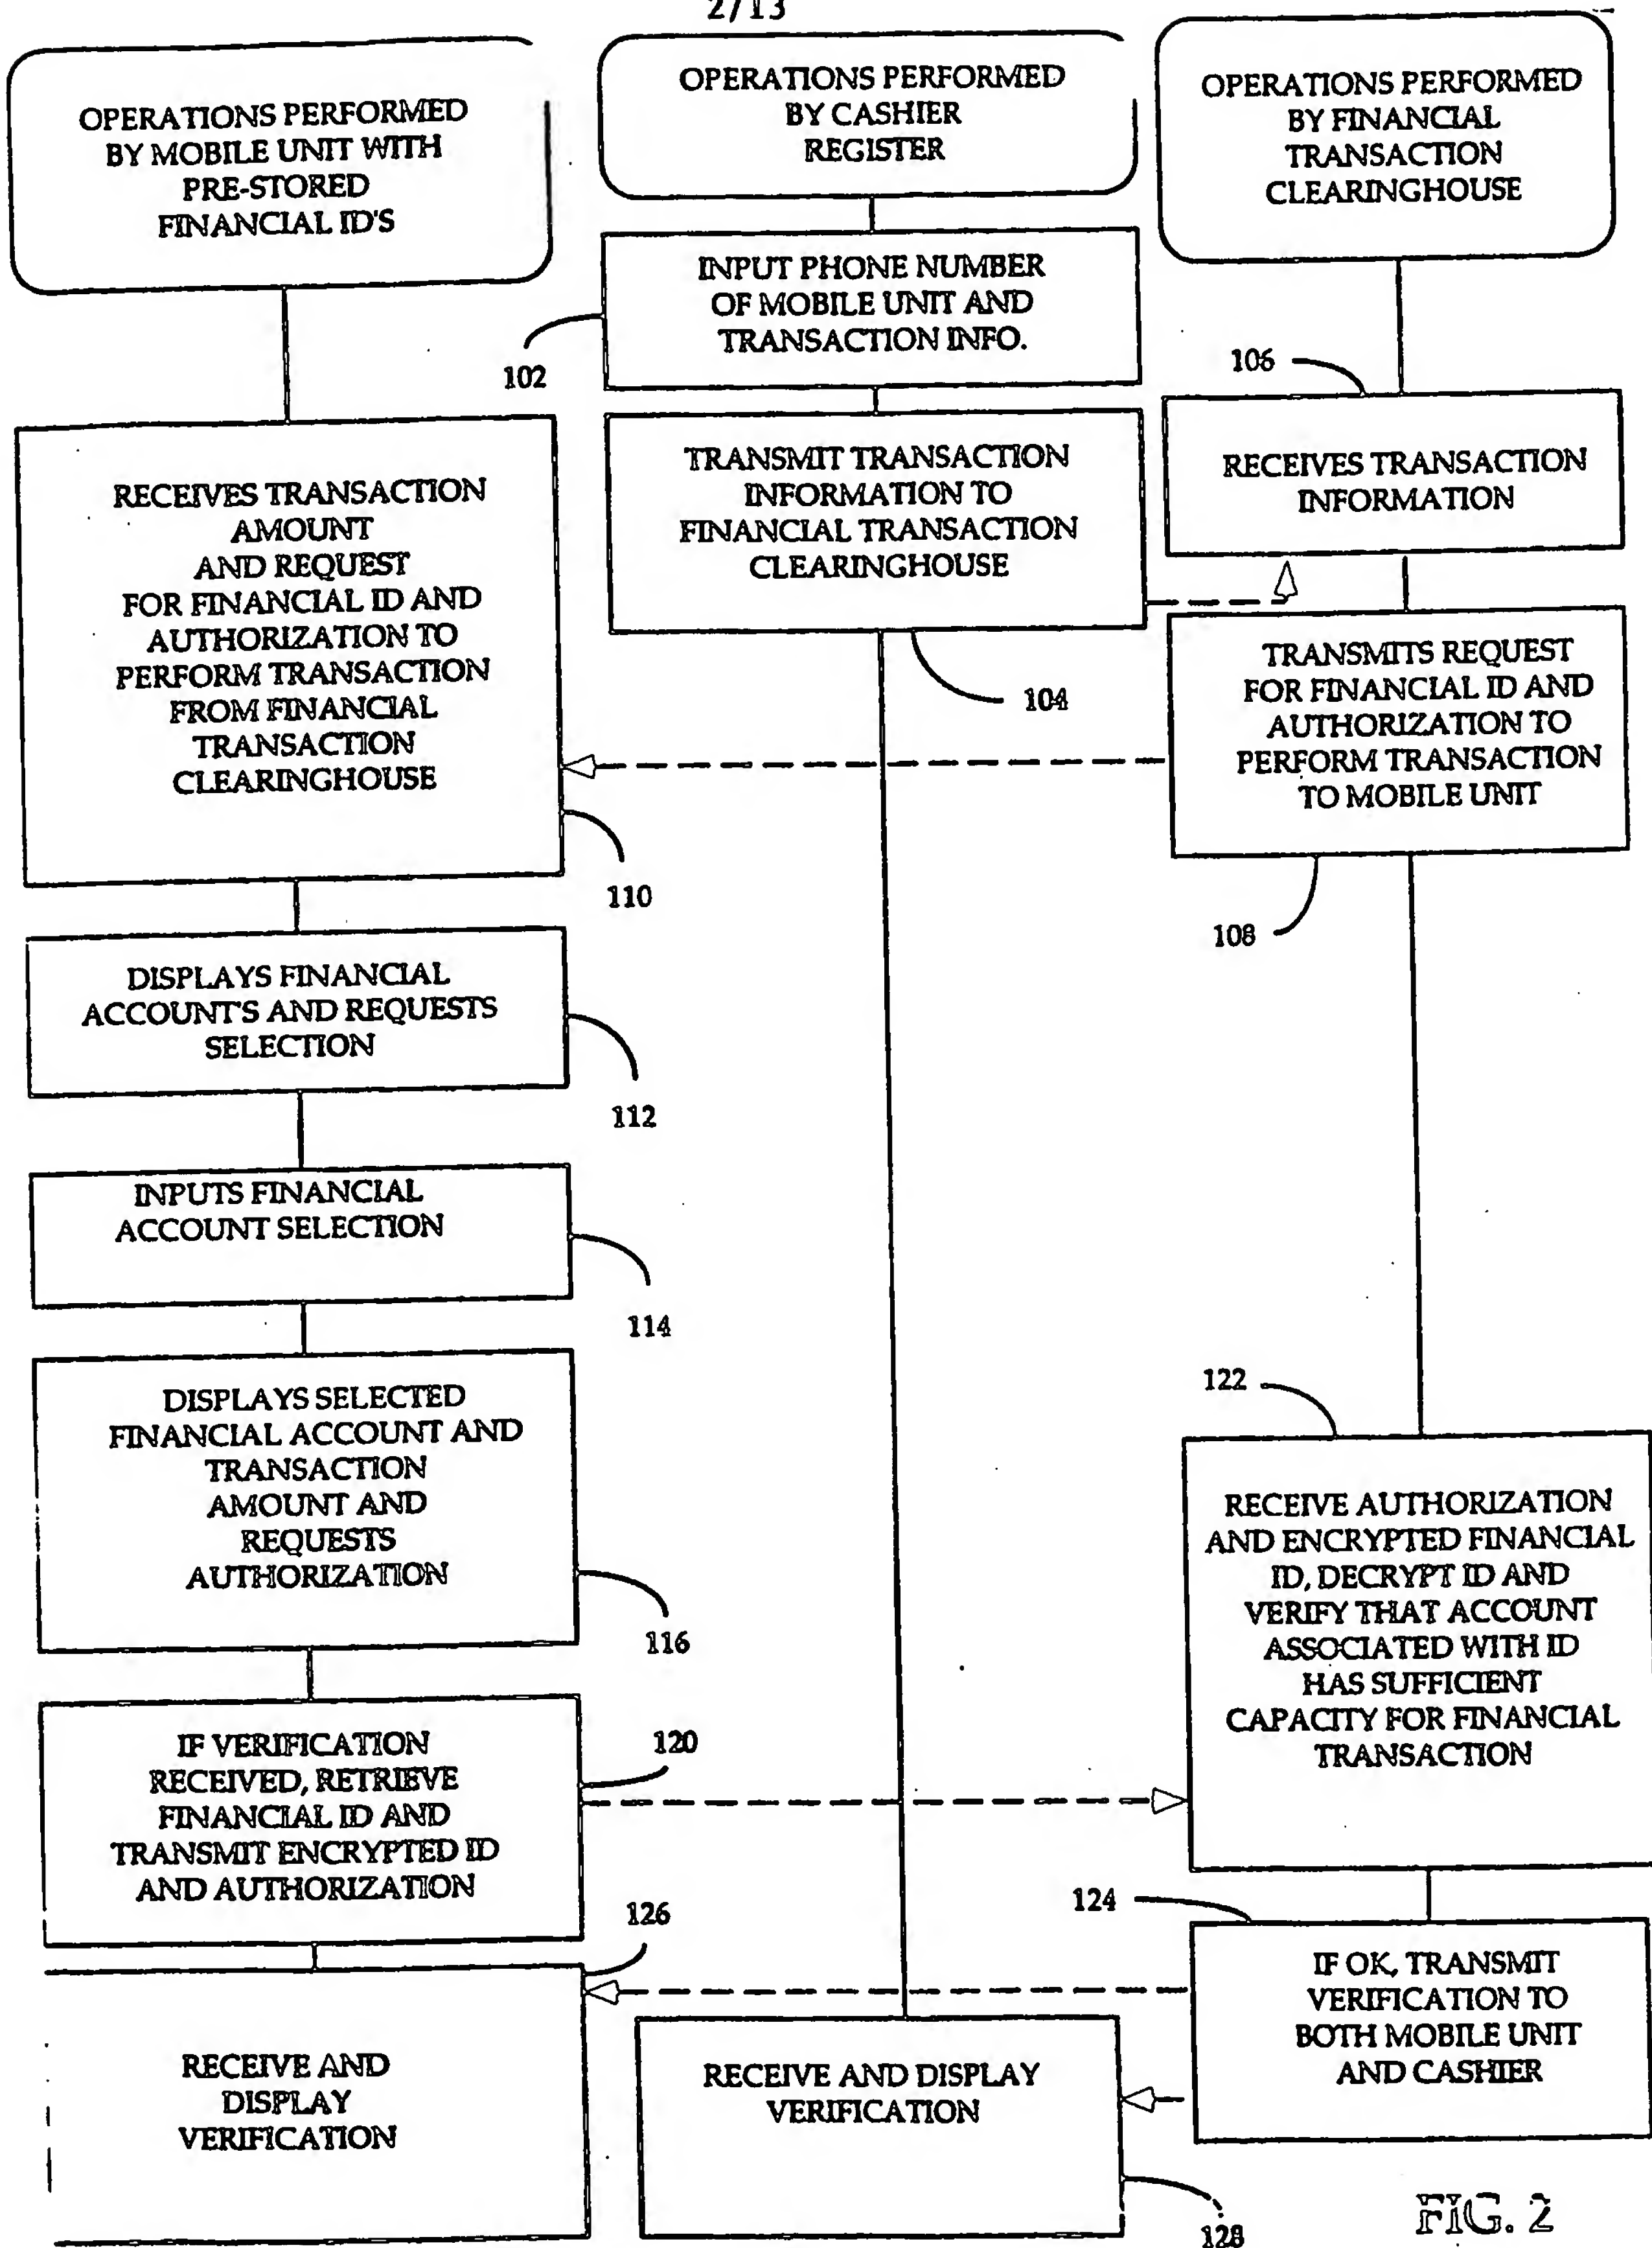 2/13
OPERATIONS PERFORMED
BY MOBILE UNIT WITH
PRE-STORED
FINANCIAL ID'S
OPERATIONS PERFORMED
BY CASHIER
REGISTER
OPERATIONS PERFORMED
BY FINANCIAL
TRANSACTION
CLEARINGHOUSE
INPUT PHONE NUMBER
OF MOBILE UNIT AND
TRANSACTION INFO.
102
TRANSMIT TRANSACTION
INFORMATION TO
FINANCIAL TRANSACTION
CLEARINGHOUSE
104
106
RECEIVES TRANSACTION
INFORMATION
TRANSMITS REQUEST
FOR FINANCIAL ID AND
AUTHORIZATION TO
PERFORM TRANSACTION
TO MOBILE UNIT
108
RECEIVES TRANSACTION
AMOUNT
AND REQUEST
FOR FINANCIAL ID AND
AUTHORIZATION TO
PERFORM TRANSACTION
FROM FINANCIAL
TRANSACTION
CLEARINGHOUSE
110
DISPLAYS FINANCIAL
ACCOUNT'S AND REQUESTS
SELECTION
112
INPUTS FINANCIAL
ACCOUNT SELECTION
114
DISPLAYS SELECTED
FINANCIAL ACCOUNT AND
TRANSACTION
AMOUNT AND
REQUESTS
AUTHORIZATION
116
IF VERIFICATION
RECEIVED, RETRIEVE
FINANCIAL ID AND
TRANSMIT ENCRYPTED ID
AND AUTHORIZATION
120
122
RECEIVE AUTHORIZATION
AND ENCRYPTED FINANCIAL
ID, DECRYPT ID AND
VERIFY THAT ACCOUNT
ASSOCIATED WITH ID
HAS SUFFICIENT
CAPACITY FOR FINANCIAL
TRANSACTION
124
IF OK, TRANSMIT
VERIFICATION TO
BOTH MOBILE UNIT
AND CASHIER
126
RECEIVE AND
DISPLAY
VERIFICATION
RECEIVE AND DISPLAY
VERIFICATION
128
FIG. 2